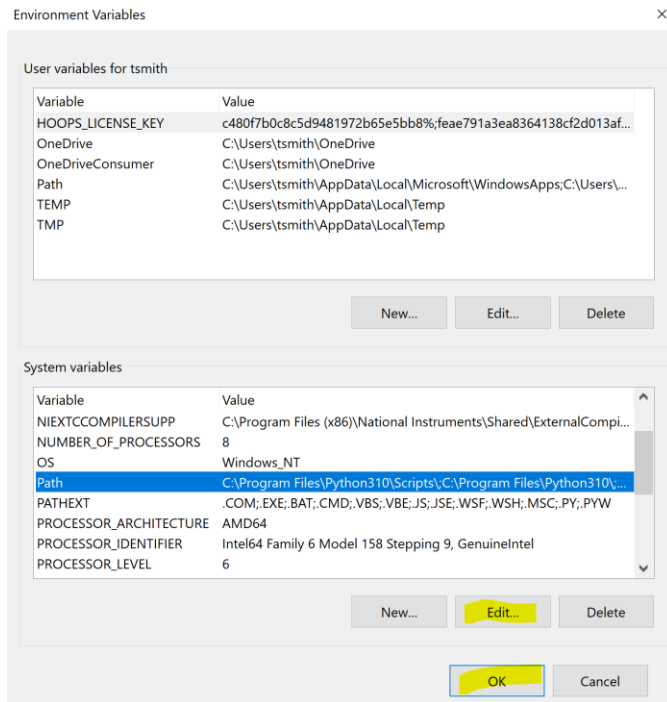 Environment Variables
User variables for tsmith
Variable Value
HOOPS_LICENSE_KEY c480f7b0c8c5d9481972b65e5bb8%;feae791a3ea8364138cf2d013af...
OneDrive C:\Users\tsmith\OneDrive
OneDriveConsumer C:\Users\tsmith\OneDrive
Path C:\Users\tsmith\AppData\Local\Microsoft\WindowsApps;C:\Users\...
TEMP C:\Users\tsmith\AppData\Local\Temp
TMP C:\Users\tsmith\AppData\Local\Temp
New... Edit... Delete
System variables
Variable Value
NIEXTCCOMPILERSUPP C:\Program Files (x86)\National Instruments\Shared\ExternalCompi...
NUMBER_OF_PROCESSORS 8
OS Windows_NT
Path C:\Program Files\Python310\Scripts\;C:\Program Files\Python310\;...
PATHEXT .COM;.EXE;.BAT;.CMD;.VBS;.VBE;.JS;.JSE;.WSF;.WSH;.MSC;.PY;.PYW
PROCESSOR_ARCHITECTURE AMD64
PROCESSOR_IDENTIFIER Intel64 Family 6 Model 158 Stepping 9, GenuineIntel
PROCESSOR_LEVEL 6
New... Edit... Delete
OK Cancel